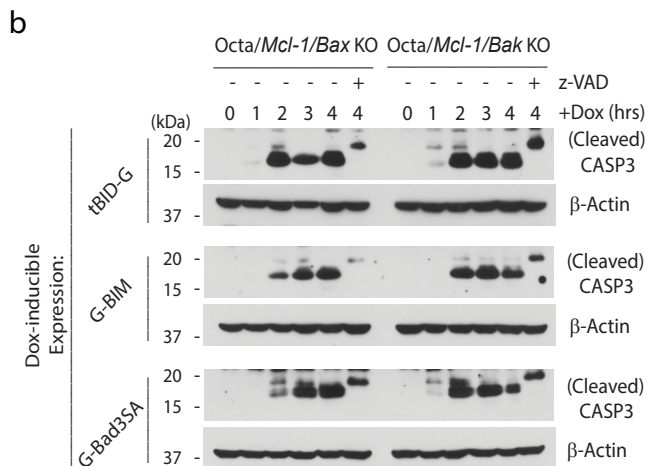 b
Octa/Mcl-1/Bax KO Octa/Mcl-1/Bak KO
- - - - - + - - - - - + z-VAD
(kDa) 0 1 2 3 4 4 0 1 2 3 4 4 +Dox (hrs)
Dox-inducible
Expression:
tBID-G
20 -
15 -
(Cleaved)
CASP3
37 -
β-Actin
G-BIM
20 -
15 -
(Cleaved)
CASP3
37 -
β-Actin
G-Bad3SA
20 -
15 -
(Cleaved)
CASP3
37 -
β-Actin